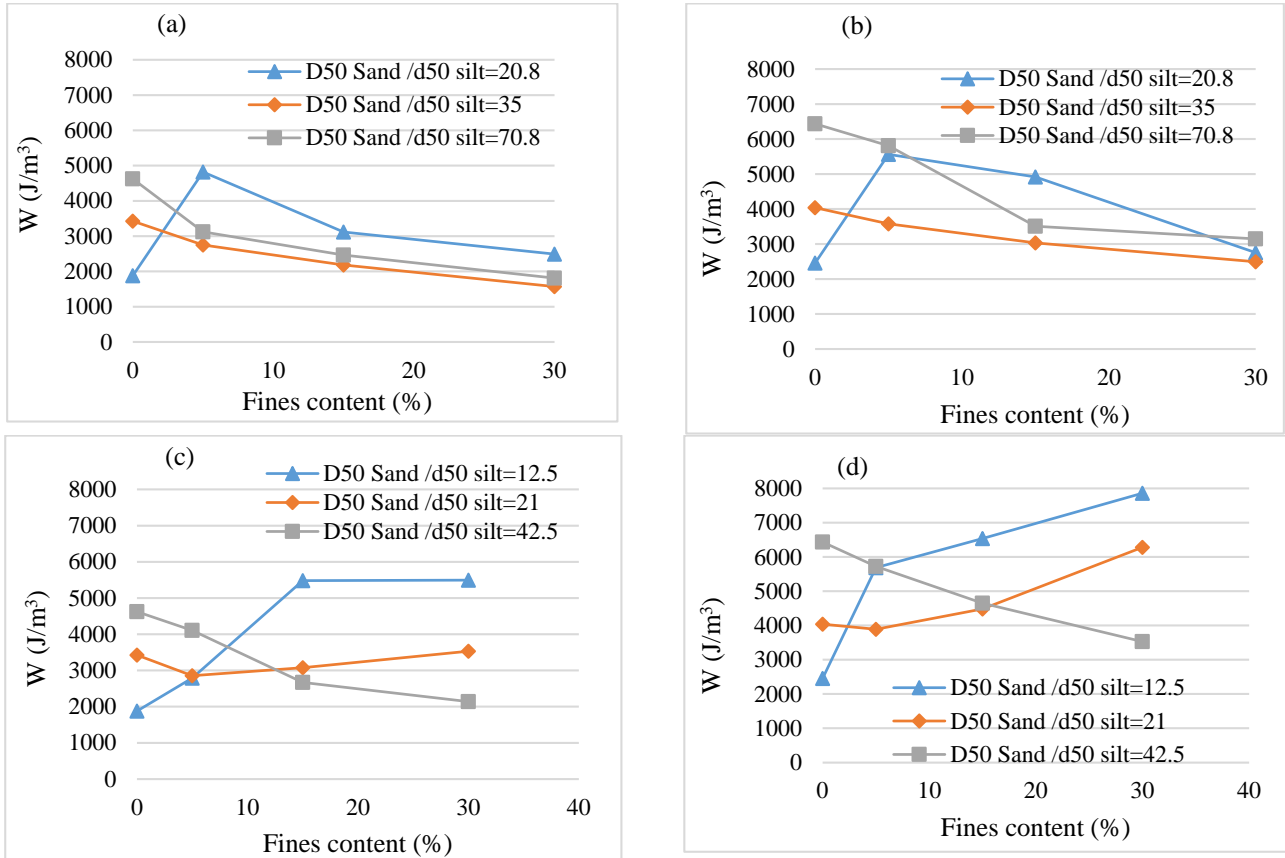 (a)
8000
7000
6000
5000
4000
3000
2000
1000
0
W (J/m³)
D50 Sand /d50 silt=20.8
D50 Sand /d50 silt=35
D50 Sand /d50 silt=70.8
0 10 20 30
Fines content (%)
(b)
8000
7000
6000
5000
4000
3000
2000
1000
0
W (J/m³)
D50 Sand /d50 silt=20.8
D50 Sand /d50 silt=35
D50 Sand /d50 silt=70.8
0 10 20 30
Fines content (%)
(c)
8000
7000
6000
5000
4000
3000
2000
1000
0
W (J/m³)
D50 Sand /d50 silt=12.5
D50 Sand /d50 silt=21
D50 Sand /d50 silt=42.5
0 10 20 30 40
Fines content (%)
(d)
8000
7000
6000
5000
4000
3000
2000
1000
0
W (J/m³)
D50 Sand /d50 silt=12.5
D50 Sand /d50 silt=21
D50 Sand /d50 silt=42.5
0 10 20 30 40
Fines content (%)